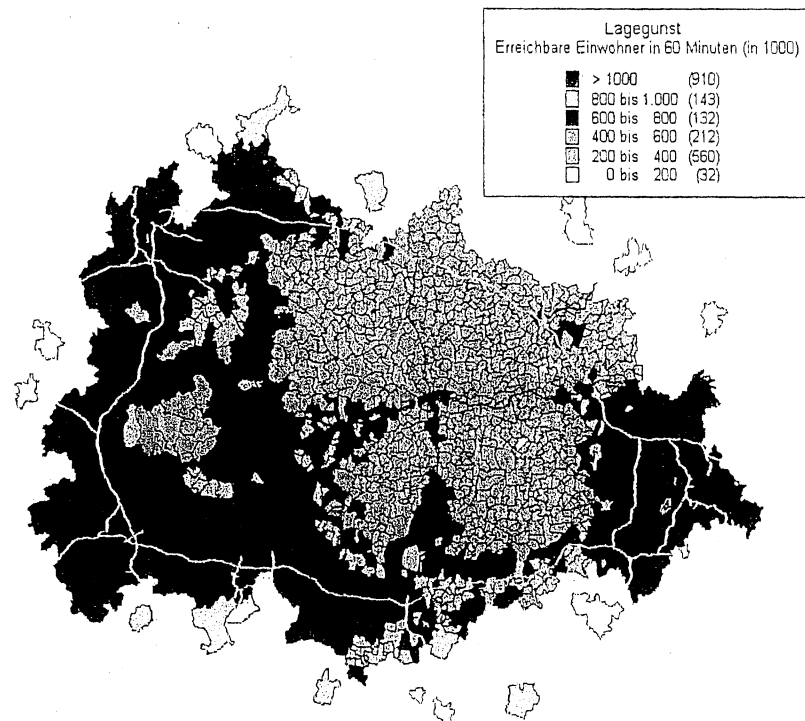 Lagegunst
Erreichbare Einwohner in 60 Minuten (in 1000)
> 1000 (910)
800 bis 1.000 (143)
600 bis 800 (132)
400 bis 600 (212)
200 bis 400 (560)
0 bis 200 (32)